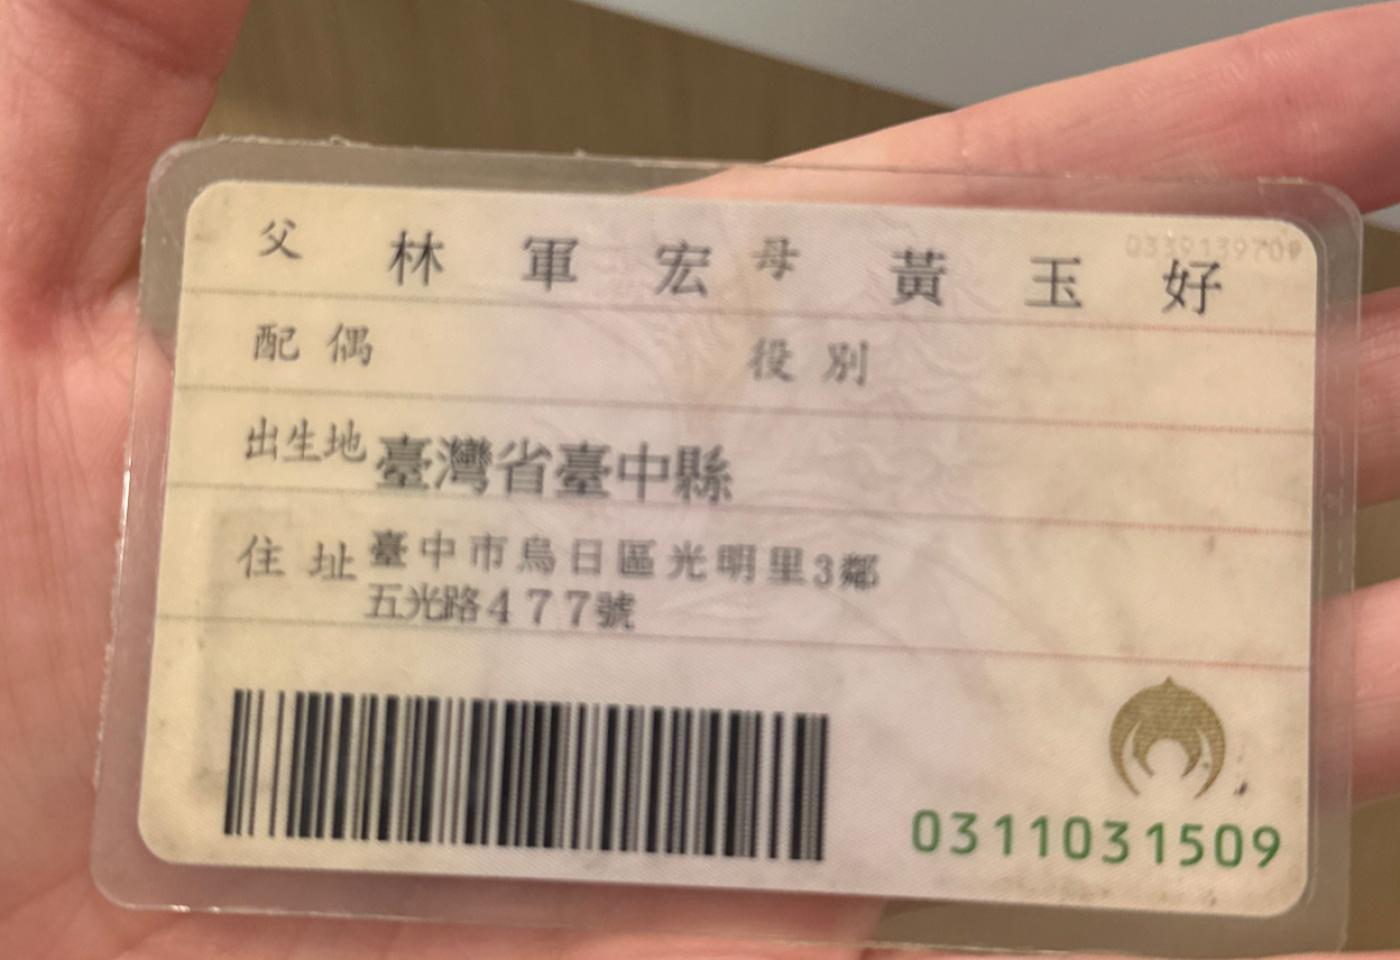 父 林軍宏 母 黃玉好
配偶 役別
出生地 臺灣省臺中縣
住址 臺中市烏日區光明里3鄰
五光路477號
0311031509